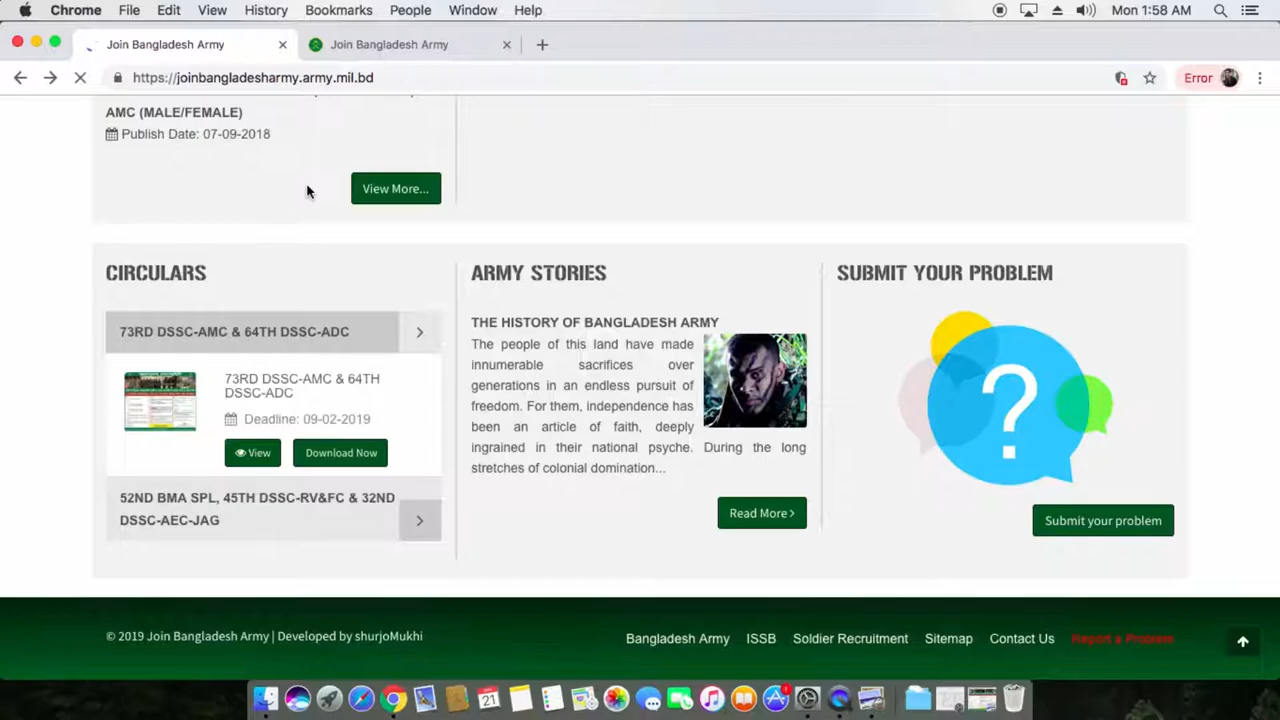 Chrome File Edit View History Bookmarks People Window Help Mon 1:58 AM
Join Bangladesh Army Join Bangladesh Army
https://joinbangladesharmy.army.mil.bd Error
AMC (MALE/FEMALE)
Publish Date: 07-09-2018
View More...
CIRCULARS
73RD DSSC-AMC & 64TH DSSC-ADC
73RD DSSC-AMC & 64TH
DSSC-ADC
Deadline: 09-02-2019
View Download Now
52ND BMA SPL, 45TH DSSC-RV&FC & 32ND
DSSC-AEC-JAG
ARMY STORIES
THE HISTORY OF BANGLADESH ARMY
The people of this land have made
innumerable sacrifices over
generations in an endless pursuit of
freedom. For them, independence has
been an article of faith, deeply
ingrained in their national psyche. During the long
stretches of colonial domination...
Read More
SUBMIT YOUR PROBLEM
?
Submit your problem
© 2019 Join Bangladesh Army | Developed by shurjoMukhi
Bangladesh Army ISSB Soldier Recruitment Sitemap Contact Us Report a Problem
21